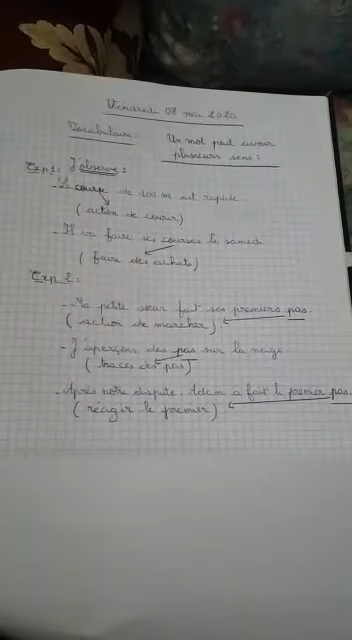 Vendredi 08 mai 2020
Vocabulaire: Un mot peut avoir
plusieurs sens:
Exp 1: J'observe:
- La course de 100 m est rapide.
(action de courir)
- Il va faire ses courses le samedi
(faire des achats)
Exp 2:
- Ma petite sœur fait ses premiers pas.
(action de marcher)
- J'aperçois des pas sur la neige
(traces des pas)
- Après notre dispute, Adam a fait le premier pas.
(réagir le premier)